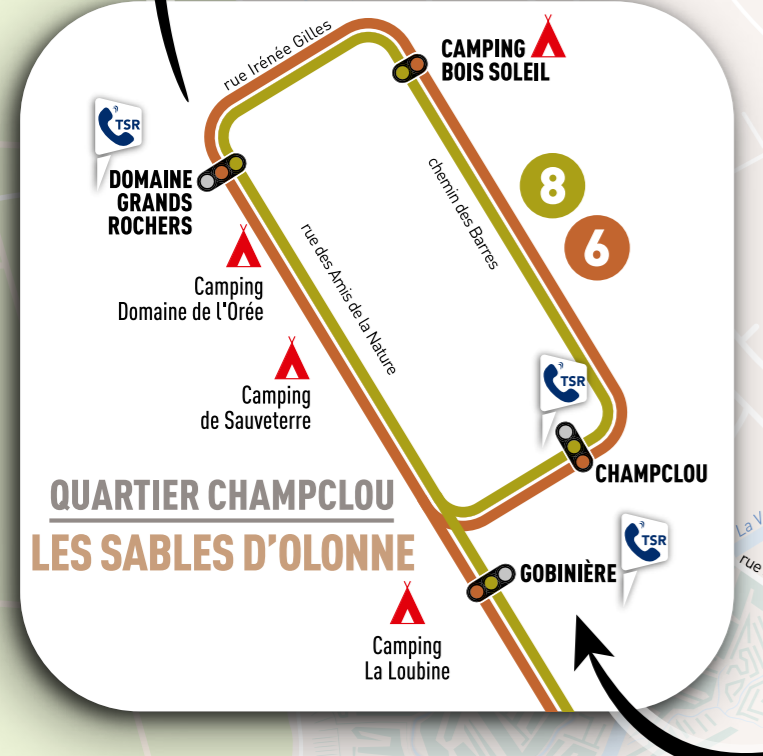 rue Irénée Gilles
CAMPING
BOIS SOLEIL
TSR
DOMAINE
GRANDS
ROCHERS
chemin des Barres
8
6
rue des Amis de la Nature
Camping
Domaine de l'Orée
Camping
de Sauveterre
TSR
CHAMPCLOU
QUARTIER CHAMPCLOU
LES SABLES D'OLONNE
TSR
GOBINIÈRE
Camping
La Loubine
La
rue